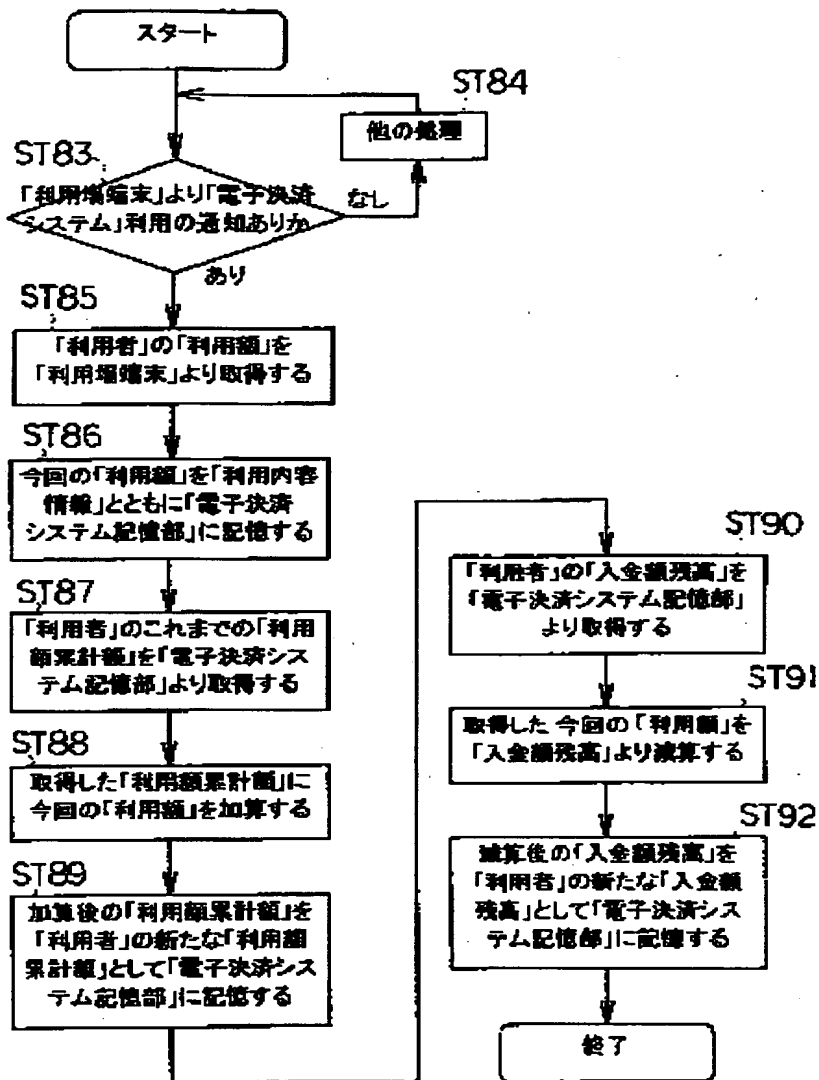 スタート
ST84
他の処理
ST83
「利用場端末」より「電子決済
システム」利用の通知ありか
なし
あり
ST85
「利用者」の「利用額」を
「利用場端末」より取得する
ST86
今回の「利用額」を「利用内容
情報」とともに「電子決済
システム記憶部」に記憶する
ST87
「利用者」のこれまでの「利用
額累計額」を「電子決済シス
テム記憶部」より取得する
ST88
取得した「利用額累計額」に
今回の「利用額」を加算する
ST89
加算後の「利用額累計額」を
「利用者」の新たな「利用額
累計額」として「電子決済シス
テム記憶部」に記憶する
ST90
「利用者」の「入金額残高」を
「電子決済システム記憶部」
より取得する
ST91
取得した 今回の「利用額」を
「入金額残高」より減算する
ST92
減算後の「入金額残高」を
「利用者」の新たな「入金額
残高」として「電子決済シス
テム記憶部」に記憶する
終了